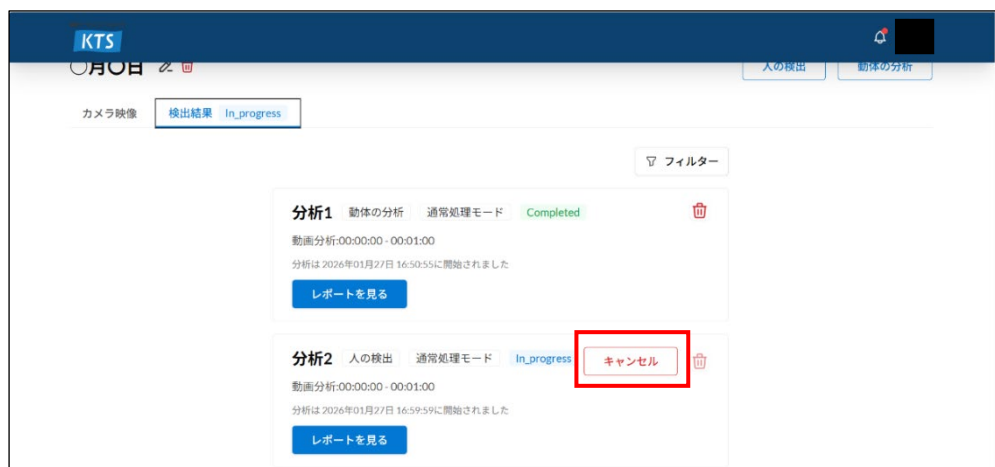 KTS
〇月〇日
人の検出 動体の分析
カメラ映像 検出結果 In_progress
フィルター
分析1 動体の分析 通常処理モード Completed
動画分析:00:00:00 - 00:01:00
分析は 2026年01月27日 16:50:55に開始されました
レポートを見る
分析2 人の検出 通常処理モード In_progress キャンセル
動画分析:00:00:00 - 00:01:00
分析は 2026年01月27日 16:59:59に開始されました
レポートを見る